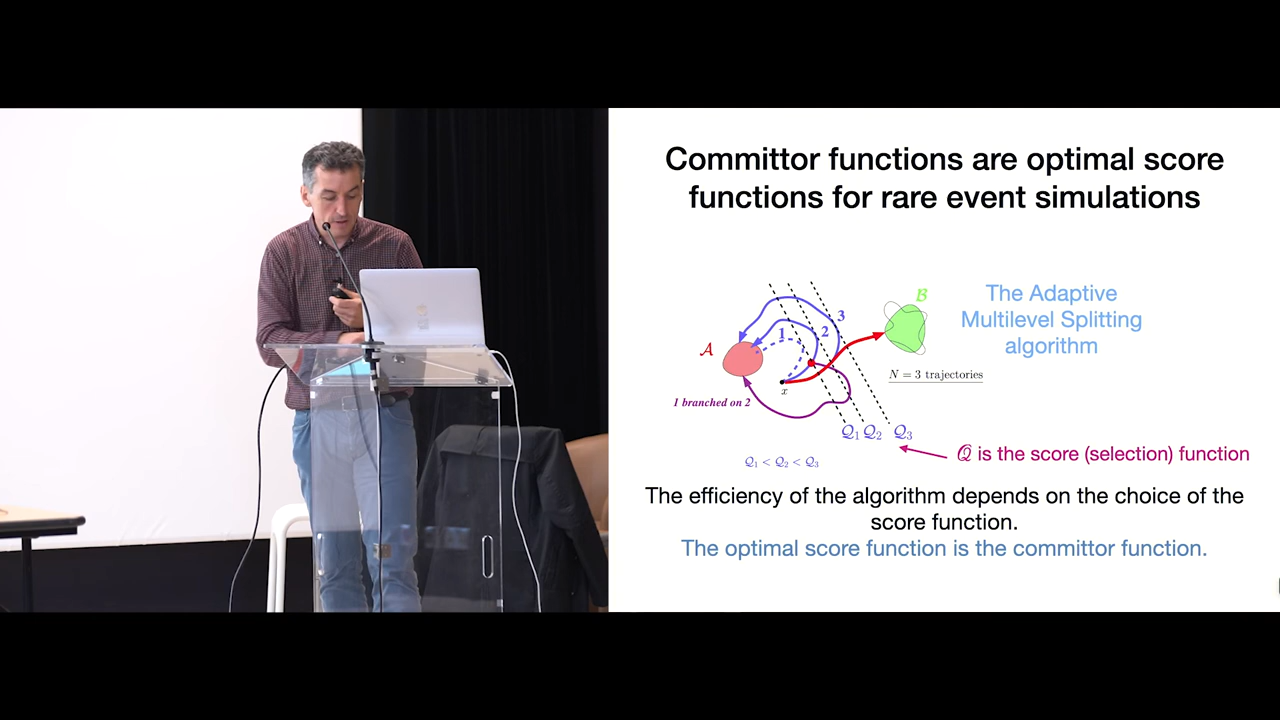 Committor functions are optimal score
functions for rare event simulations
The Adaptive
Multilevel Splitting
algorithm
ℬ
3
2
1
𝒜
N = 3 trajectories
x
1 branched on 2
𝒬₁ 𝒬₂ 𝒬₃
𝒬 is the score (selection) function
𝒬₁ < 𝒬₂ < 𝒬₃
The efficiency of the algorithm depends on the choice of the
score function.
The optimal score function is the committor function.